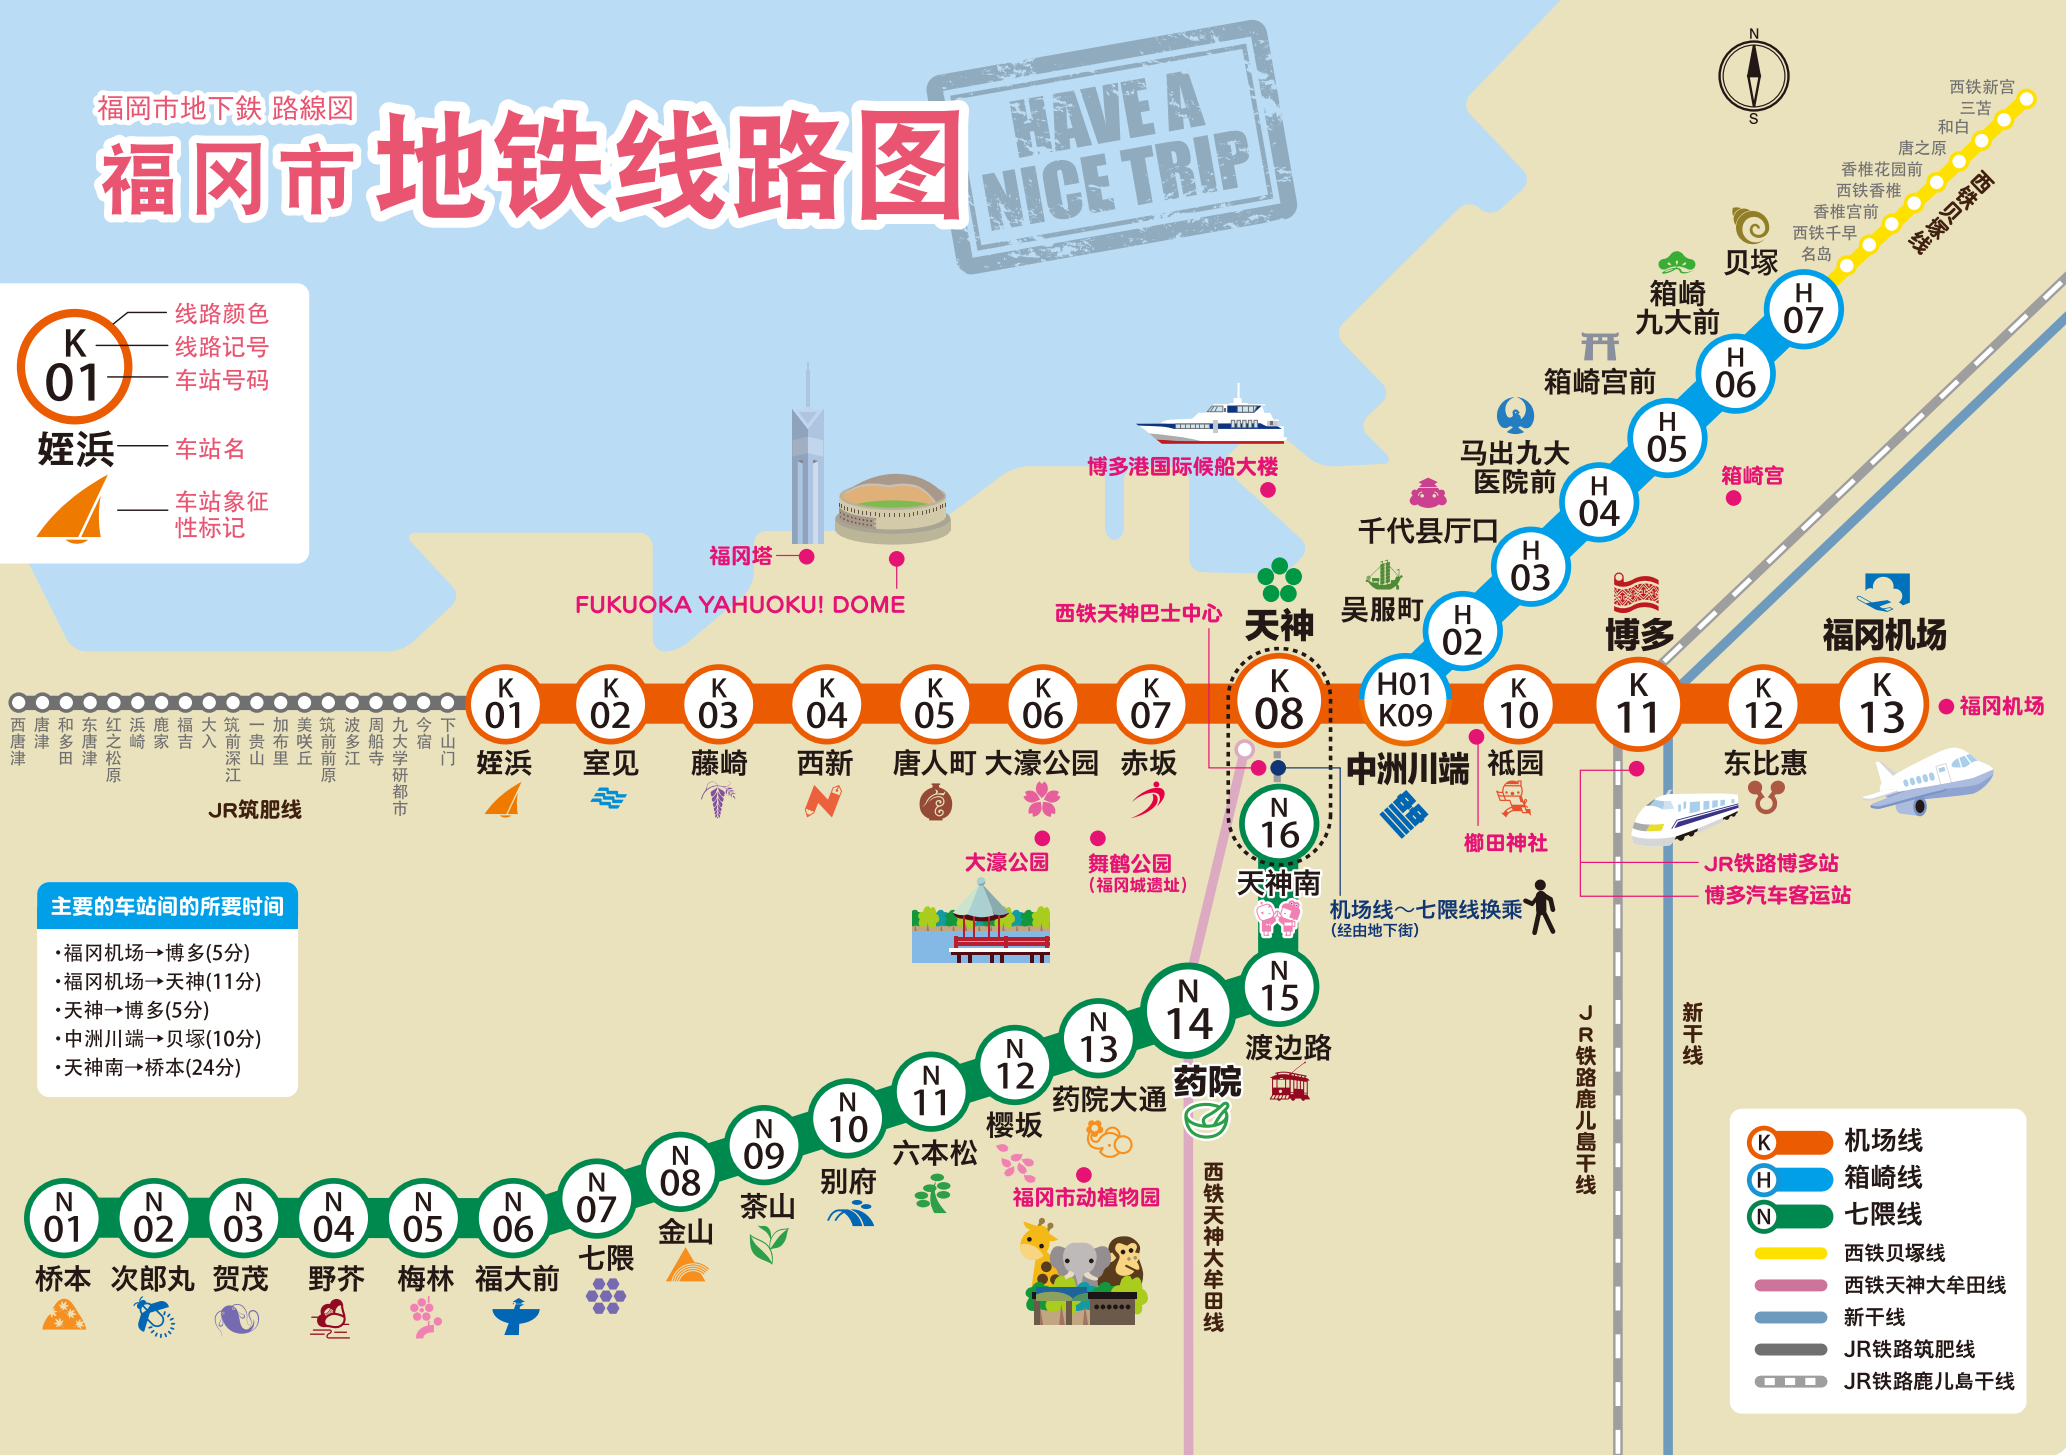 福岡市地下鉄 路線図
福冈市 地铁线路图
HAVE A
NICE TRIP
N
S
K
01
姪浜
线路颜色
线路记号
车站号码
车站名
车站象征
性标记
西铁新宫
三苫
和白
唐之原
香椎花园前
西铁香椎
香椎宫前
西铁千早
名岛
西铁贝塚线
贝塚
H
07
箱崎
九大前
H
06
箱崎宫前
H
05
箱崎宫
马出九大
医院前
H
04
千代县厅口
H
03
吴服町
H
02
博多港国际候船大楼
福冈塔
FUKUOKA YAHUOKU! DOME
西铁天神巴士中心
天神
博多
福冈机场
K
01
K
02
K
03
K
04
K
05
K
06
K
07
K
08
H01
K09
K
10
K
11
K
12
K
13
福冈机场
西唐津
唐津
和多田
东唐津
红之松原
浜崎
鹿家
福吉
大入
筑前深江
一贵山
加布里
美咲丘
筑前前原
波多江
周船寺
九大学研都市
今宿
下山门
JR筑肥线
姪浜
室见
藤崎
西新
唐人町
大濠公园
赤坂
中洲川端
祇园
东比惠
大濠公园
舞鹤公园
(福冈城遗址)
N
16
天神南
机场线～七隈线换乘
(经由地下街)
栉田神社
JR铁路博多站
博多汽车客运站
主要的车站间的所要时间
・福冈机场→博多(5分)
・福冈机场→天神(11分)
・天神→博多(5分)
・中洲川端→贝塚(10分)
・天神南→桥本(24分)
N
15
渡边路
N
14
药院
N
13
药院大通
N
12
樱坂
N
11
六本松
N
10
别府
N
09
茶山
N
08
金山
N
07
七隈
N
06
福大前
N
05
梅林
N
04
野芥
N
03
贺茂
N
02
次郎丸
N
01
桥本
福冈市动植物园
西铁天神大牟田线
JR铁路鹿儿島干线
新干线
K 机场线
H 箱崎线
N 七隈线
西铁贝塚线
西铁天神大牟田线
新干线
JR铁路筑肥线
JR铁路鹿儿島干线